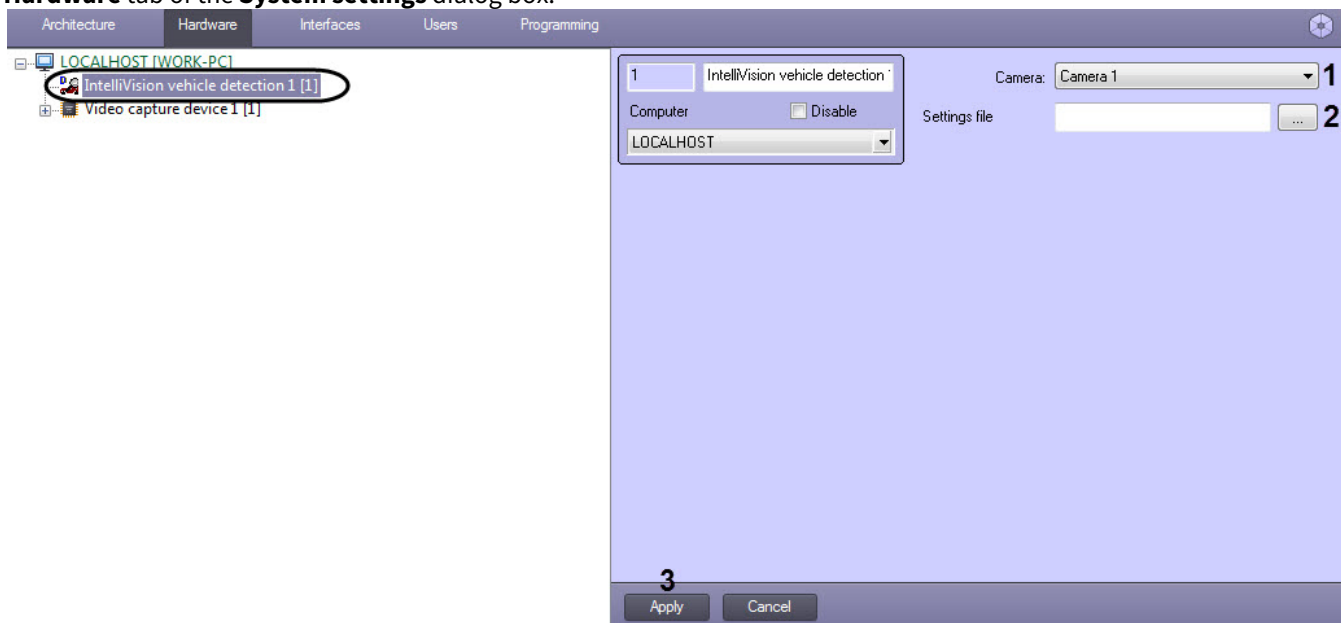 Hardware tab of the System settings dialog box.
Architecture Hardware Interfaces Users Programming
LOCALHOST [WORK-PC]
IntelliVision vehicle detection 1 [1]
Video capture device 1 [1]
1 IntelliVision vehicle detection
Camera: Camera 1 1
Computer Disable
Settings file ... 2
LOCALHOST
3
Apply Cancel